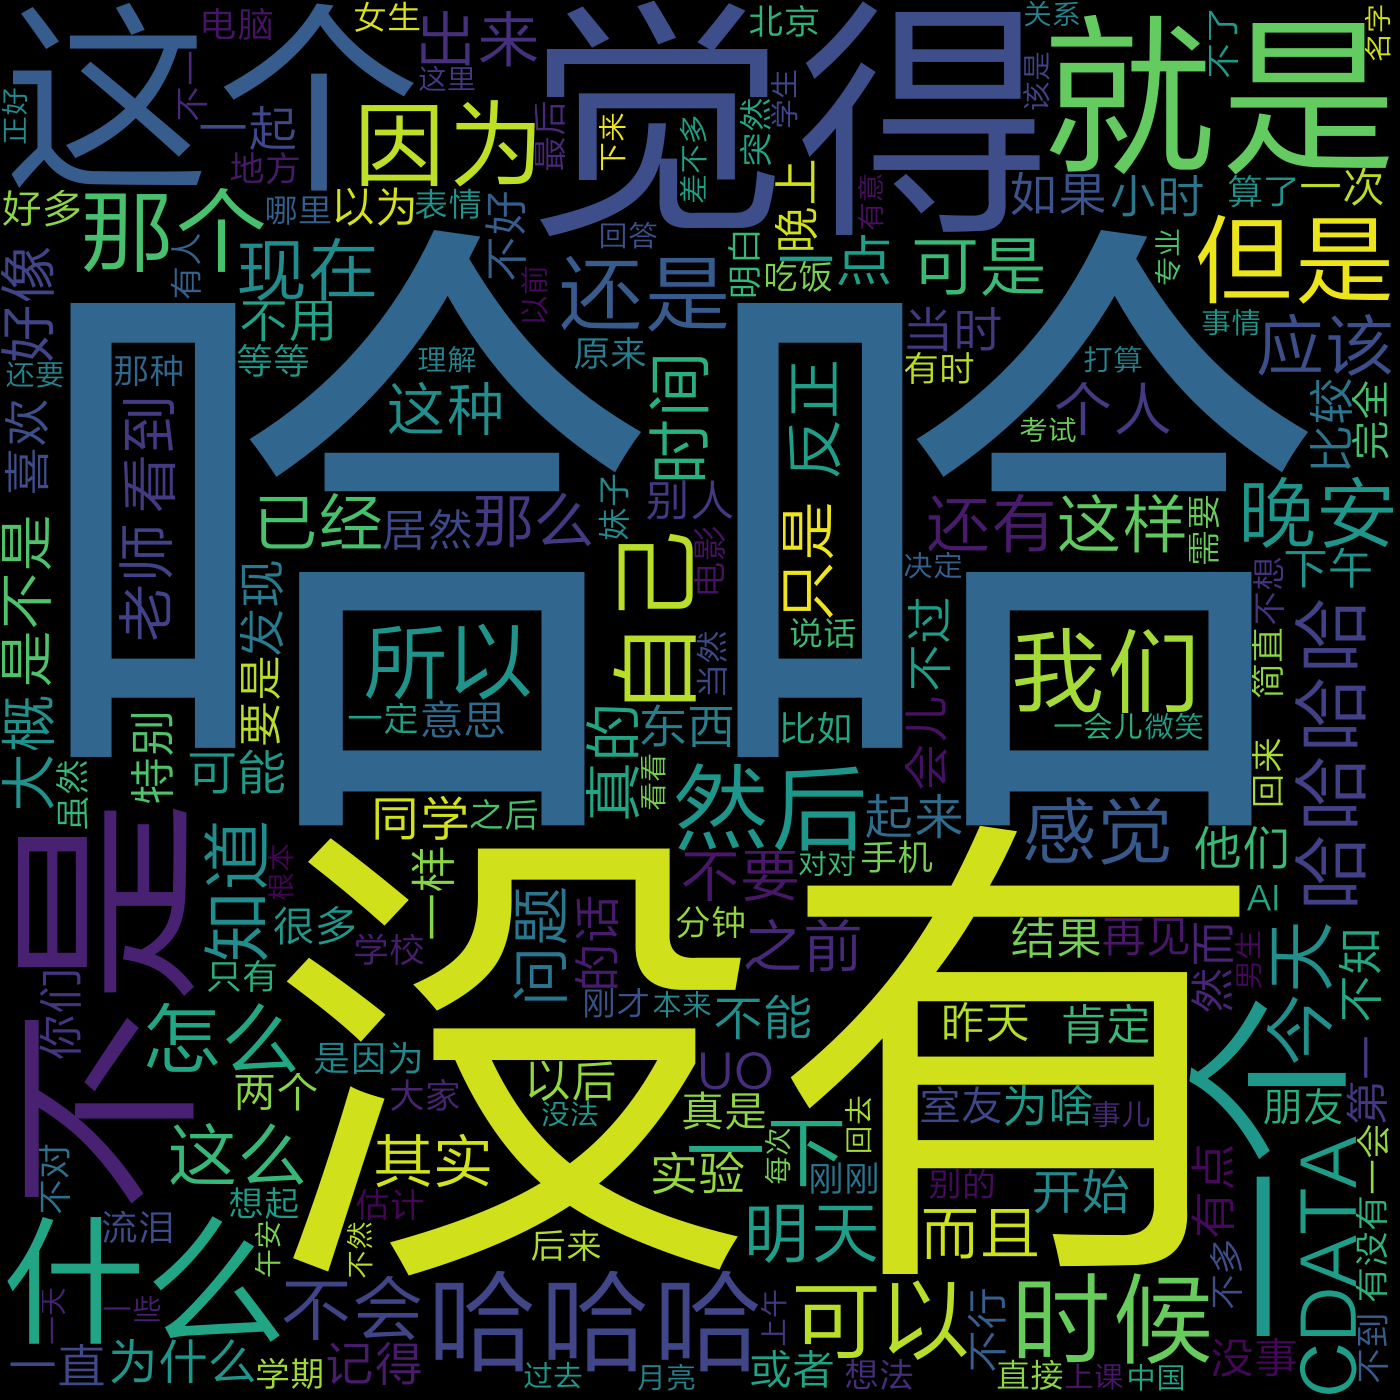 这个
觉得
就是
电脑
女生
出来
北京
关系
名字
不了
不一
这里
正好
一起
因为
最后
下来
差不多
突然
学生
该是
地方
好多
那个
哪里
以为
表情
不好
回答
明白
晚上
有意
如果
小时
算了
一次
但是
好像
有人
现在
以前
还是
吃饭
一点
可是
专业
事情
不用
等等
还要
那种
理解
原来
当时
有时
打算
应该
喜欢
看到
这种
时间
反正
个人
考试
比较
完全
哈哈
老师
已经
居然
那么
妹子
别人
电影
只是
还有
这样
需要
晚安
是不是
发现
自己
决定
下午
不想
哈哈哈哈
所以
当然
说话
不过
我们
简直
要是
大概
特别
一定
意思
真的
东西
比如
会儿
一会儿
微笑
虽然
可能
看看
回来
同学
之后
然后
起来
感觉
他们
不是
知道
根本
一样
不要
对对
手机
AI
很多
学校
问题
的话
分钟
之前
结果
再见
然而
男生
今天
不知
没有
只有
你们
怎么
刚才
本来
不能
昨天
肯定
是因为
UO
两个
大家
以后
没法
真是
一下
回去
室友
为啥
事儿
一个
朋友
第一
不对
这么
其实
实验
每次
刚刚
别的
开始
有点
CDATA
有没有
一会
想起
估计
流泪
午安
不然
后来
明天
而且
不多
什么
一天
一些
不会
哈哈哈
上午
可以
不行
时候
不到
一直
为什么
学期
记得
过去
月亮
或者
想法
直接
上课
中国
没事